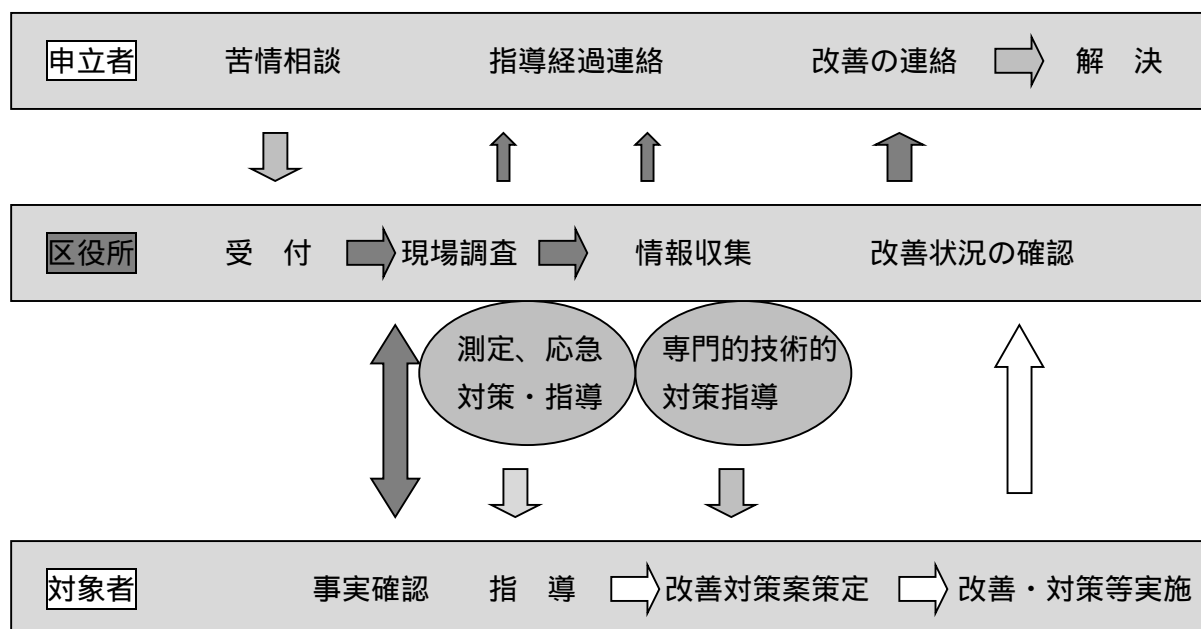 申立者 苦情相談 指導経過連絡 改善の連絡 解 決
区役所 受 付 現場調査 情報収集 改善状況の確認
測定、応急
対策・指導
専門的技術的
対策指導
対象者 事実確認 指 導 改善対策案策定 改善・対策等実施